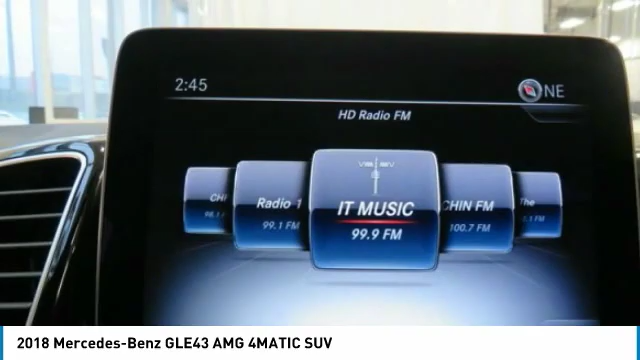 2:45
NE
HD Radio FM
CHI
Radio 1
99.1 FM
IT MUSIC
99.9 FM
CHIN FM
100.7 FM
The
2018 Mercedes-Benz GLE43 AMG 4MATIC SUV